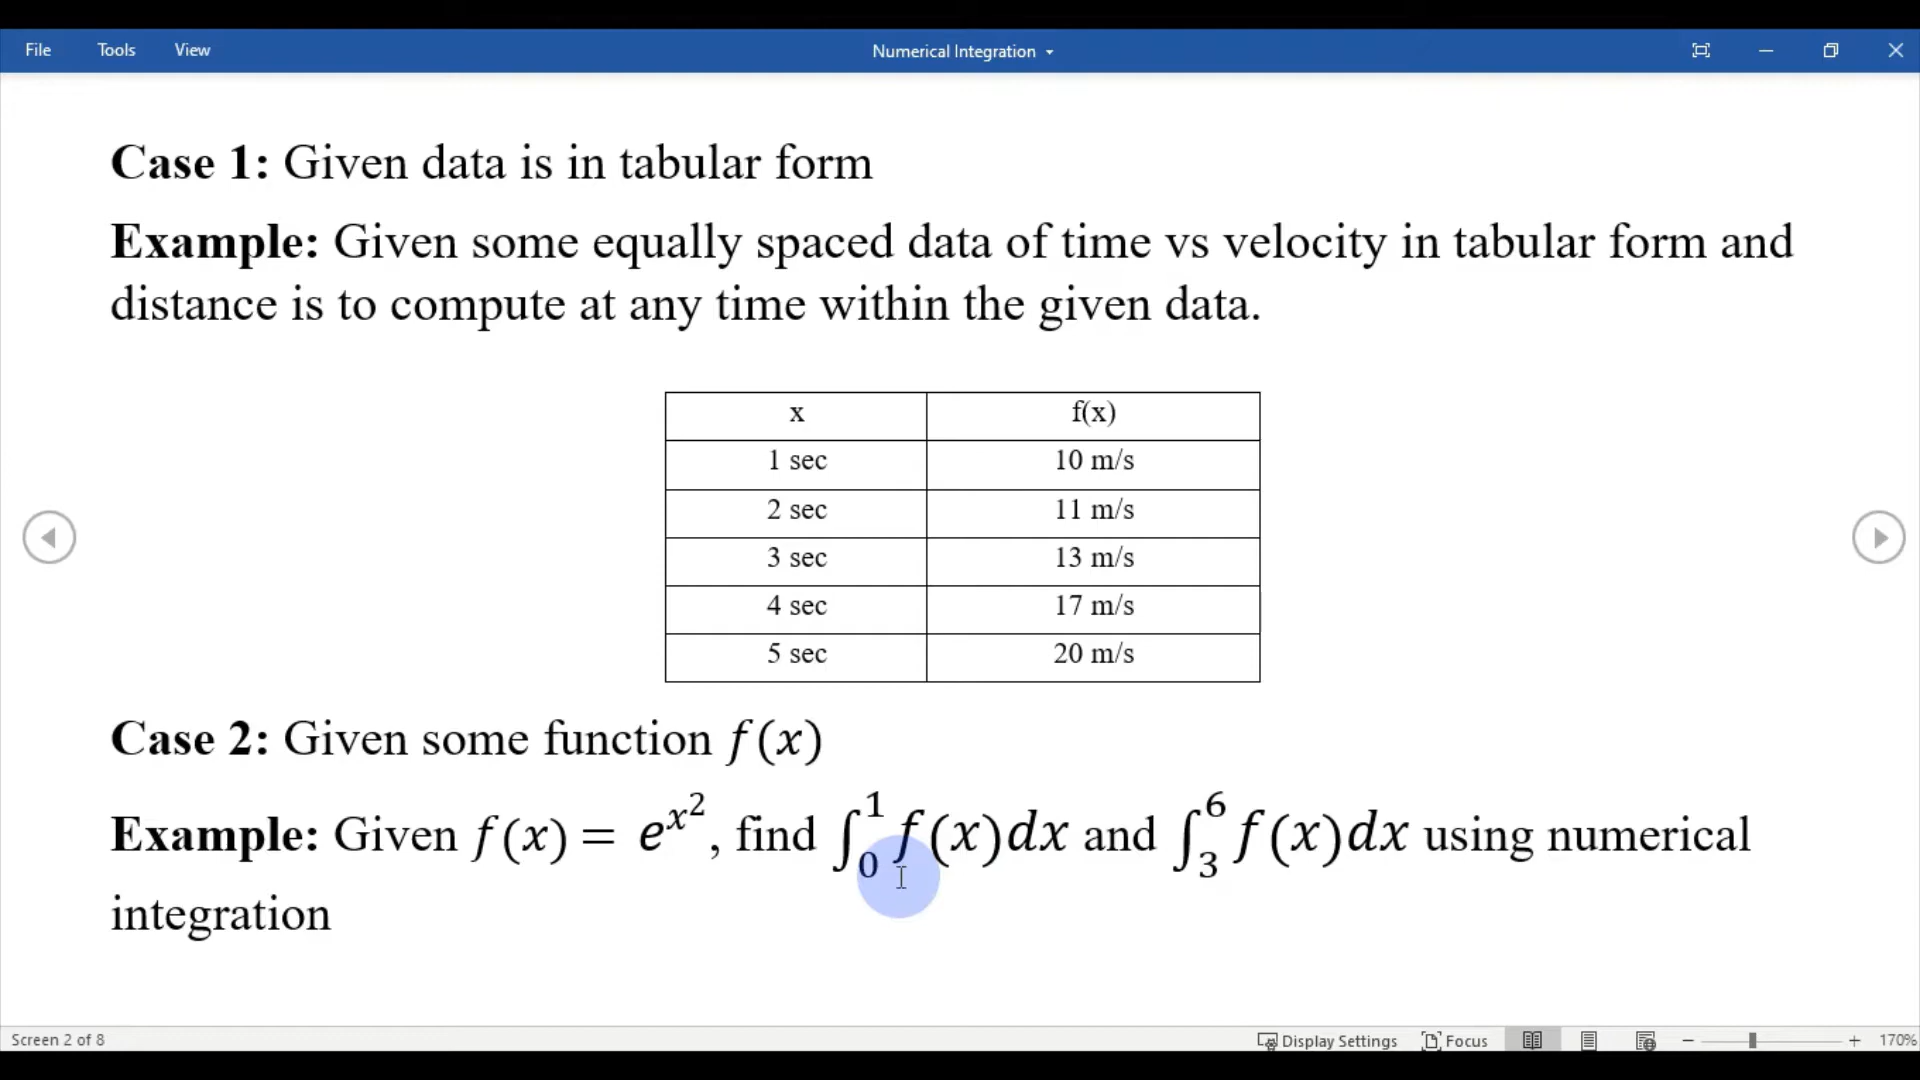 File Tools View Numerical Integration
Case 1: Given data is in tabular form
Example: Given some equally spaced data of time vs velocity in tabular form and
distance is to compute at any time within the given data.
x f(x)
1 sec 10 m/s
2 sec 11 m/s
3 sec 13 m/s
4 sec 17 m/s
5 sec 20 m/s
Case 2: Given some function f(x)
Example: Given f(x) = e^{x^2}, find ∫_0^1 f(x)dx and ∫_3^6 f(x)dx using numerical
integration
Screen 2 of 8 Display Settings Focus 170%